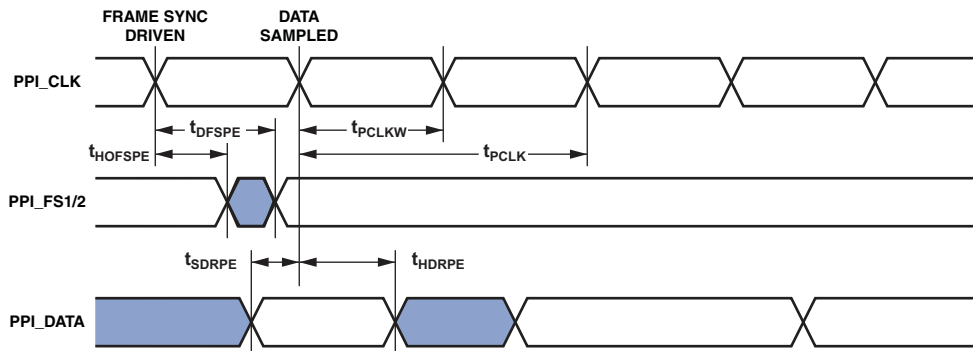 FRAME SYNC
DRIVEN
DATA
SAMPLED
PPI_CLK
tDFSPE
tPCLKW
tHOFSPE
tPCLK
PPI_FS1/2
tSDRPE
tHDRPE
PPI_DATA